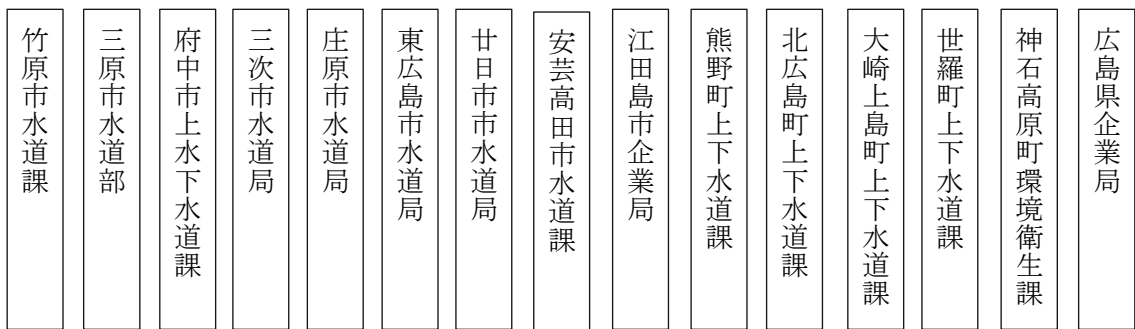 竹原市水道課
三原市水道部
府中市上水下水道課
三次市水道局
庄原市水道局
東広島市水道局
廿日市市水道局
安芸高田市水道課
江田島市企業局
熊野町上下水道課
北広島町上下水道課
大崎上島町上下水道課
世羅町上下水道課
神石高原町環境衛生課
広島県企業局